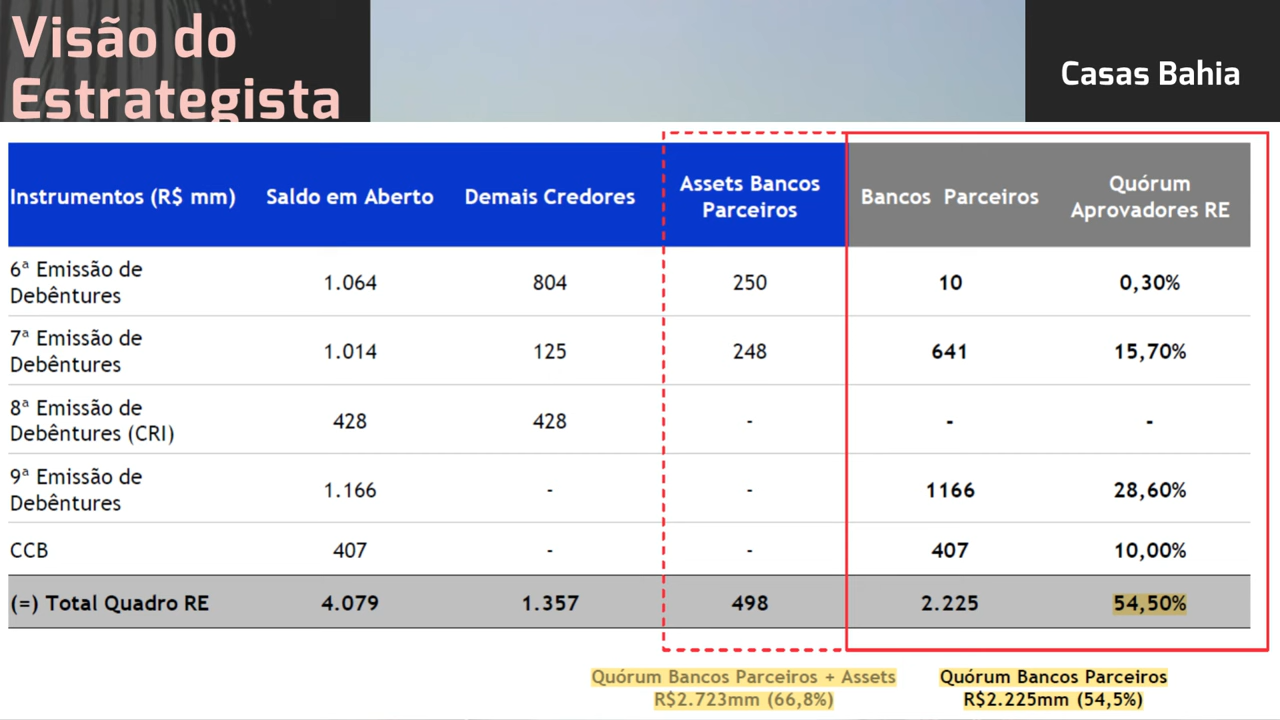 Visão do
Estrategista
Casas Bahia
Instrumentos (R$ mm) Saldo em Aberto Demais Credores Assets Bancos Parceiros Bancos Parceiros Quórum Aprovadores RE
6ª Emissão de Debêntures 1.064 804 250 10 0,30%
7ª Emissão de Debêntures 1.014 125 248 641 15,70%
8ª Emissão de Debêntures (CRI) 428 428 - - -
9ª Emissão de Debêntures 1.166 - - 1166 28,60%
CCB 407 - - 407 10,00%
(=) Total Quadro RE 4.079 1.357 498 2.225 54,50%
Quórum Bancos Parceiros + Assets
R$2.723mm (66,8%)
Quórum Bancos Parceiros
R$2.225mm (54,5%)